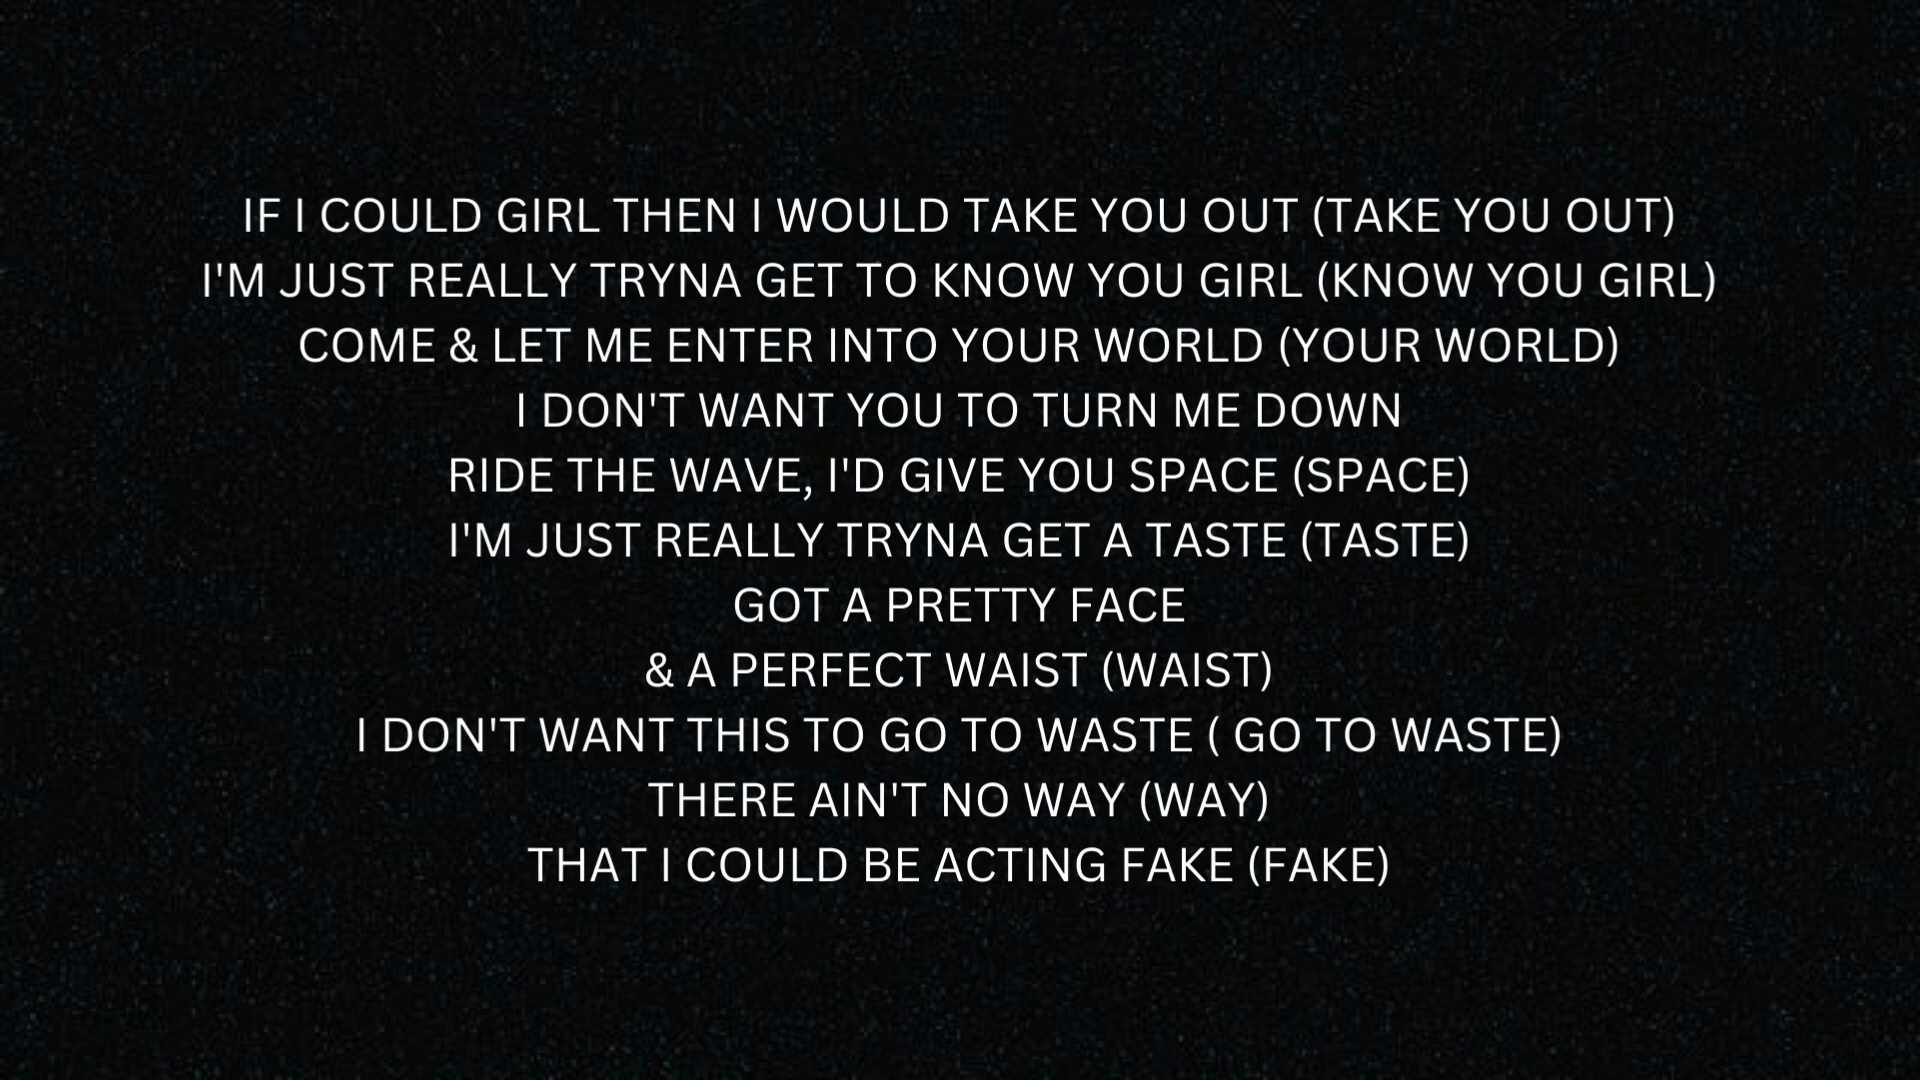 IF I COULD GIRL THEN I WOULD TAKE YOU OUT (TAKE YOU OUT)
I'M JUST REALLY TRYNA GET TO KNOW YOU GIRL (KNOW YOU GIRL)
COME & LET ME ENTER INTO YOUR WORLD (YOUR WORLD)
I DON'T WANT YOU TO TURN ME DOWN
RIDE THE WAVE, I'D GIVE YOU SPACE (SPACE)
I'M JUST REALLY TRYNA GET A TASTE (TASTE)
GOT A PRETTY FACE
& A PERFECT WAIST (WAIST)
I DON'T WANT THIS TO GO TO WASTE ( GO TO WASTE)
THERE AIN'T NO WAY (WAY)
THAT I COULD BE ACTING FAKE (FAKE)